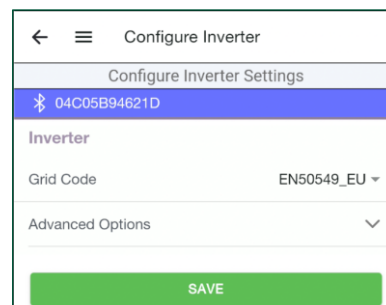 Configure Inverter
Configure Inverter Settings
04C05B94621D
Inverter
Grid Code EN50549_EU
Advanced Options
SAVE